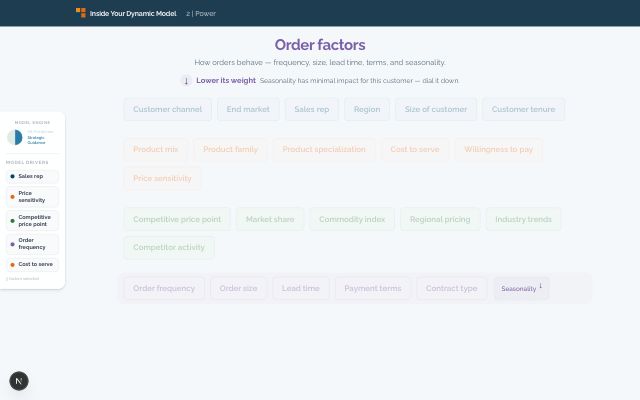 Inside Your Dynamic Model 2 | Power
Order factors
How orders behave — frequency, size, lead time, terms, and seasonality.
↓ Lower its weight Seasonality has minimal impact for this customer — dial it down.
Customer channel End market Sales rep Region Size of customer Customer tenure
Product mix Product family Product specialization Cost to serve Willingness to pay
Price sensitivity
Competitive price point Market share Commodity index Regional pricing Industry trends
Competitor activity
Order frequency Order size Lead time Payment terms Contract type Seasonality ↓
MODEL ENGINE
Strategic
Guidance
MODEL DRIVERS
Sales rep
Price
sensitivity
Competitive
price point
Order
frequency
Cost to serve
N